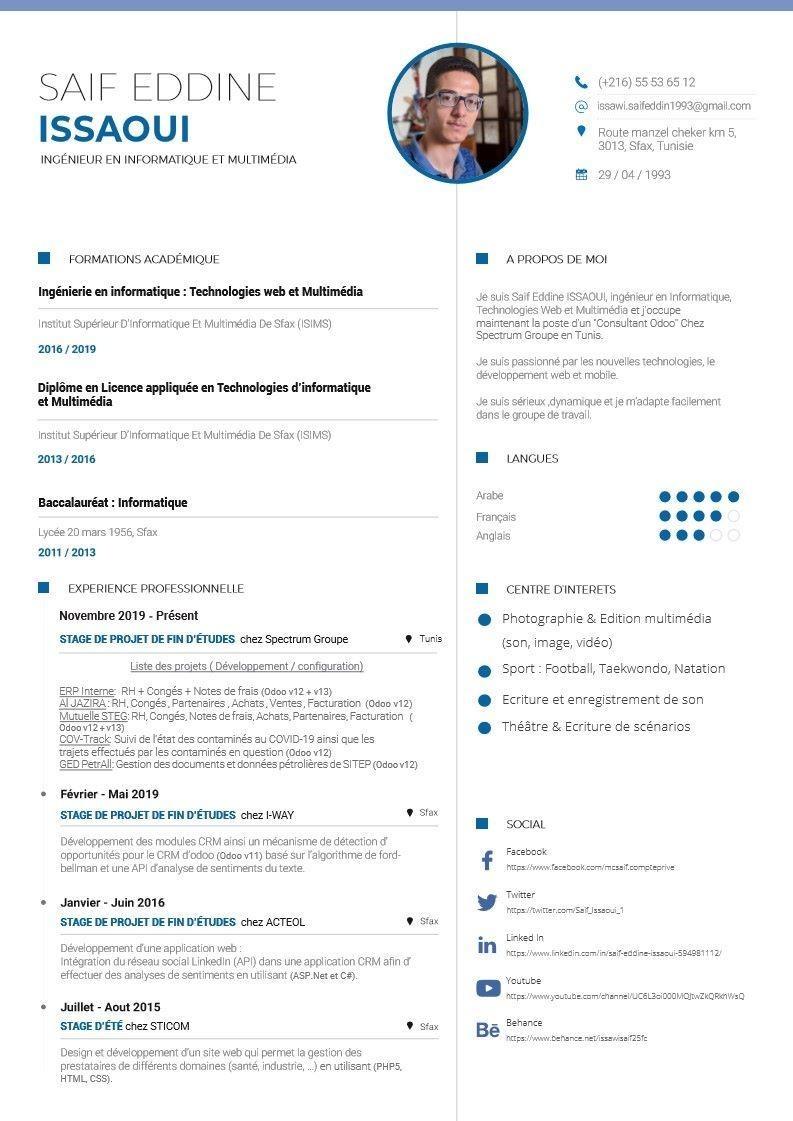 SAIF EDDINE
ISSAOUI
INGÉNIEUR EN INFORMATIQUE ET MULTIMÉDIA
(+216) 55 53 65 12
issawi.saifeddin1993@gmail.com
Route manzel cheker km 5,
3013, Sfax, Tunisie
29 / 04 / 1993
FORMATIONS ACADÉMIQUE
Ingénierie en informatique : Technologies web et Multimédia
Institut Supérieur D'Informatique Et Multimédia De Sfax (ISIMS)
2016 / 2019
Diplôme en Licence appliquée en Technologies d'informatique
et Multimédia
Institut Supérieur D'Informatique Et Multimédia De Sfax (ISIMS)
2013 / 2016
Baccalauréat : Informatique
Lycée 20 mars 1956, Sfax
2011 / 2013
EXPERIENCE PROFESSIONNELLE
Novembre 2019 - Présent
STAGE DE PROJET DE FIN D'ÉTUDES chez Spectrum Groupe Tunis
Liste des projets ( Développement / configuration)
ERP Interne: RH + Congés + Notes de frais (Odoo v12 + v13)
Al JAZIRA : RH, Congés , Partenaires , Achats , Ventes , Facturation (Odoo v12)
Mutuelle STEG: RH, Congés, Notes de frais, Achats, Partenaires, Facturation (
Odoo v12 + v13)
COV-Track: Suivi de l'état des contaminés au COVID-19 ainsi que les
trajets effectués par les contaminés en question (Odoo v12)
GED PetrAll: Gestion des documents et données pétrolières de SITEP (Odoo v12)
Février - Mai 2019
STAGE DE PROJET DE FIN D'ÉTUDES chez I-WAY Sfax
Développement des modules CRM ainsi un mécanisme de détection d'
opportunités pour le CRM d'odoo (Odoo v11) basé sur l'algorithme de ford-
bellman et une API d'analyse de sentiments du texte.
Janvier - Juin 2016
STAGE DE PROJET DE FIN D'ÉTUDES chez ACTEOL Sfax
Développement d'une application web :
Intégration du réseau social LinkedIn (API) dans une application CRM afin d'
effectuer des analyses de sentiments en utilisant (ASP.Net et C#).
Juillet - Aout 2015
STAGE D'ÉTÉ chez STICOM Sfax
Design et développement d'un site web qui permet la gestion des
prestataires de différents domaines (santé, industrie, ...) en utilisant (PHP5,
HTML, CSS).
A PROPOS DE MOI
Je suis Saif Eddine ISSAOUI, ingénieur en Informatique,
Technologies Web et Multimédia et j'occupe
maintenant la poste d'un "Consultant Odoo" Chez
Spectrum Groupe en Tunis.
Je suis passionné par les nouvelles technologies, le
développement web et mobile.
Je suis sérieux ,dynamique et je m'adapte facilement
dans le groupe de travail.
LANGUES
Arabe
Français
Anglais
CENTRE D'INTERETS
Photographie & Edition multimédia
(son, image, vidéo)
Sport : Football, Taekwondo, Natation
Ecriture et enregistrement de son
Théâtre & Ecriture de scénarios
SOCIAL
Facebook
https://www.facebook.com/mcsaif.compteprive
Twitter
https://twitter.com/Saif_Issaoui_1
in Linked In
https://www.linkedin.com/in/saif-eddine-issaoui-594981112/
Youtube
https://www.youtube.com/channel/UC6L3oi000MQJtwZkQRkhWsQ
Bē Behance
https://www.behance.net/issawisaif25fc